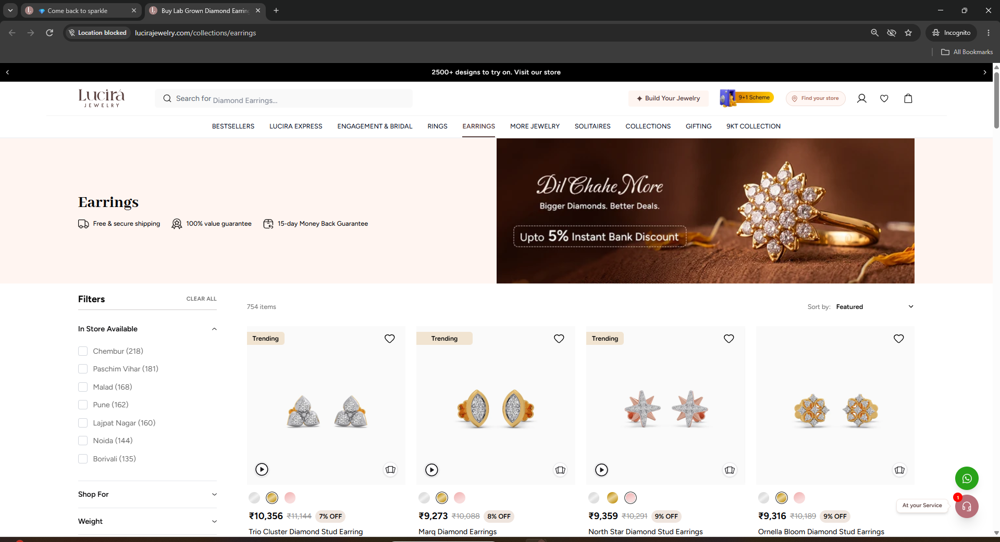 Come back to sparkle
Buy Lab Grown Diamond Earring
Location blocked
lucirajewelry.com/collections/earrings
Incognito
All Bookmarks
2500+ designs to try on. Visit our store
Lucirá
JEWELRY
Search for Diamond Earrings...
Build Your Jewelry
9+1 Scheme
Find your store
BESTSELLERS
LUCIRA EXPRESS
ENGAGEMENT & BRIDAL
RINGS
EARRINGS
MORE JEWELRY
SOLITAIRES
COLLECTIONS
GIFTING
9KT COLLECTION
Earrings
Free & secure shipping
100% value guarantee
15-day Money Back Guarantee
Dil Chahe More
Bigger Diamonds. Better Deals.
Upto 5% Instant Bank Discount
Filters
CLEAR ALL
754 items
Sort by: Featured
In Store Available
Chembur (218)
Paschim Vihar (181)
Malad (168)
Pune (162)
Lajpat Nagar (160)
Noida (144)
Borivali (135)
Shop For
Weight
Trending
₹10,356 ₹11,144 7% OFF
Trio Cluster Diamond Stud Earring
Trending
₹9,273 ₹10,088 8% OFF
Marq Diamond Earrings
Trending
₹9,359 ₹10,291 9% OFF
North Star Diamond Stud Earrings
₹9,316 ₹10,189 9% OFF
Ornella Bloom Diamond Stud Earrings
At your Service
1